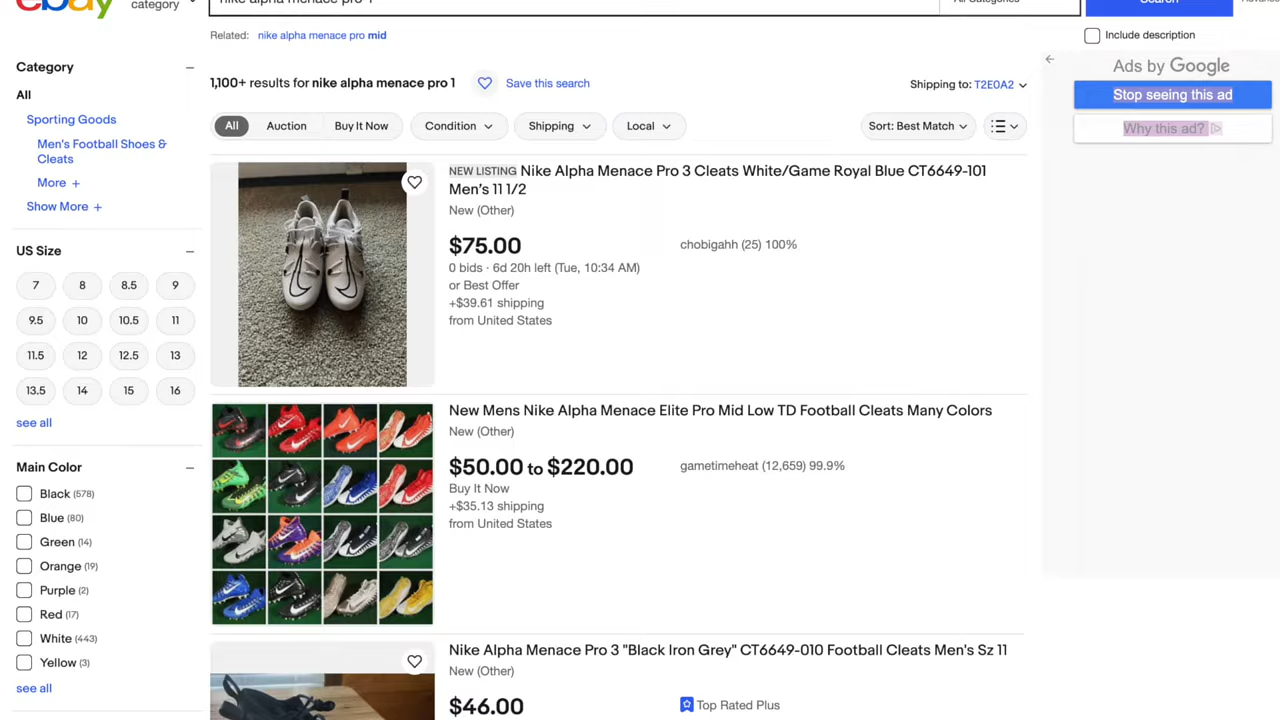 ebay
category
nike alpha menace pro 1
All Categories
Search
Advanced
Related: nike alpha menace pro mid
Include description
Category
All
Sporting Goods
Men's Football Shoes &
Cleats
More +
Show More +
US Size
7 8 8.5 9
9.5 10 10.5 11
11.5 12 12.5 13
13.5 14 15 16
see all
Main Color
Black (578)
Blue (80)
Green (14)
Orange (19)
Purple (2)
Red (17)
White (443)
Yellow (3)
see all
1,100+ results for nike alpha menace pro 1
Save this search
Shipping to: T2E0A2
All Auction Buy It Now Condition Shipping Local
Sort: Best Match
NEW LISTING Nike Alpha Menace Pro 3 Cleats White/Game Royal Blue CT6649-101
Men's 11 1/2
New (Other)
$75.00
chobigahh (25) 100%
0 bids · 6d 20h left (Tue, 10:34 AM)
or Best Offer
+$39.61 shipping
from United States
New Mens Nike Alpha Menace Elite Pro Mid Low TD Football Cleats Many Colors
New (Other)
$50.00 to $220.00
gametimeheat (12,659) 99.9%
Buy It Now
+$35.13 shipping
from United States
Nike Alpha Menace Pro 3 "Black Iron Grey" CT6649-010 Football Cleats Men's Sz 11
New (Other)
$46.00
Top Rated Plus
Ads by Google
Stop seeing this ad
Why this ad?